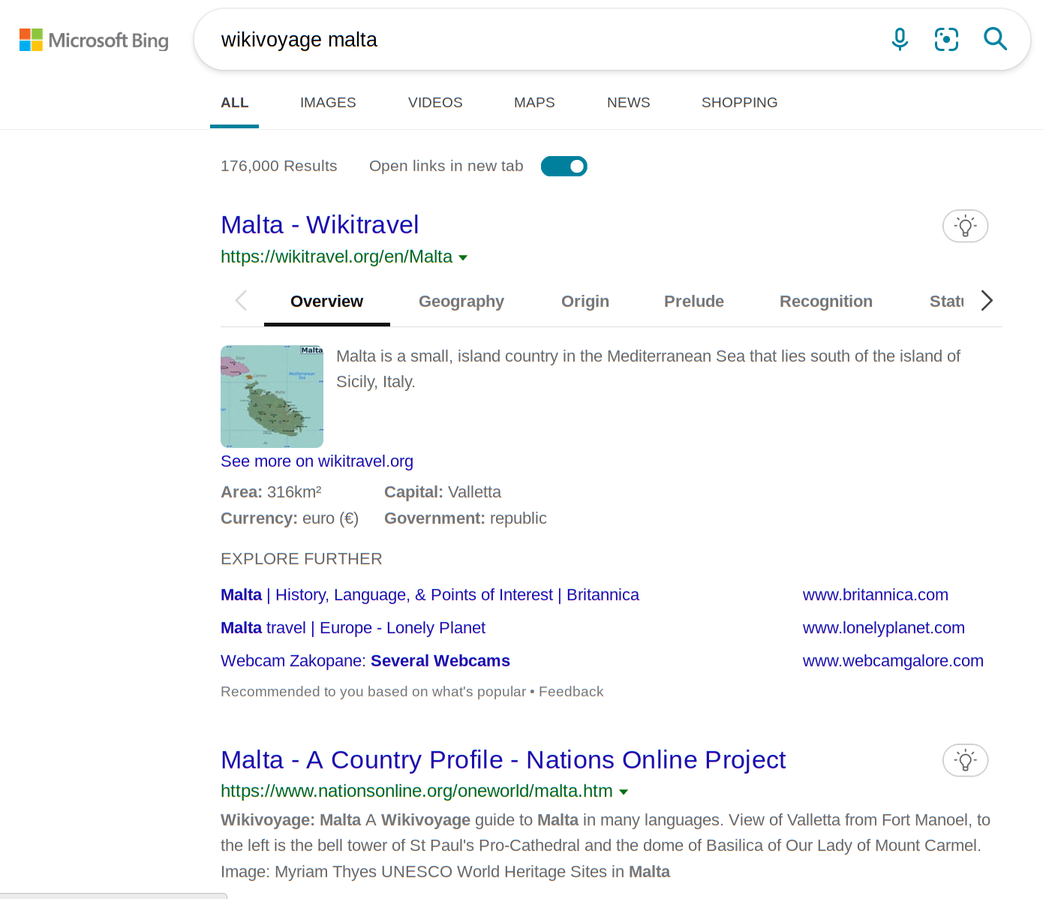 Microsoft Bing
wikivoyage malta
ALL IMAGES VIDEOS MAPS NEWS SHOPPING
176,000 Results Open links in new tab
Malta - Wikitravel
https://wikitravel.org/en/Malta
Overview Geography Origin Prelude Recognition
Malta
Malta is a small, island country in the Mediterranean Sea that lies south of the island of
Sicily, Italy.
See more on wikitravel.org
Area: 316km² Capital: Valletta
Currency: euro (€) Government: republic
EXPLORE FURTHER
Malta | History, Language, & Points of Interest | Britannica www.britannica.com
Malta travel | Europe - Lonely Planet www.lonelyplanet.com
Webcam Zakopane: Several Webcams www.webcamgalore.com
Recommended to you based on what's popular • Feedback
Malta - A Country Profile - Nations Online Project
https://www.nationsonline.org/oneworld/malta.htm
Wikivoyage: Malta A Wikivoyage guide to Malta in many languages. View of Valletta from Fort Manoel, to
the left is the bell tower of St Paul's Pro-Cathedral and the dome of Basilica of Our Lady of Mount Carmel.
Image: Myriam Thyes UNESCO World Heritage Sites in Malta